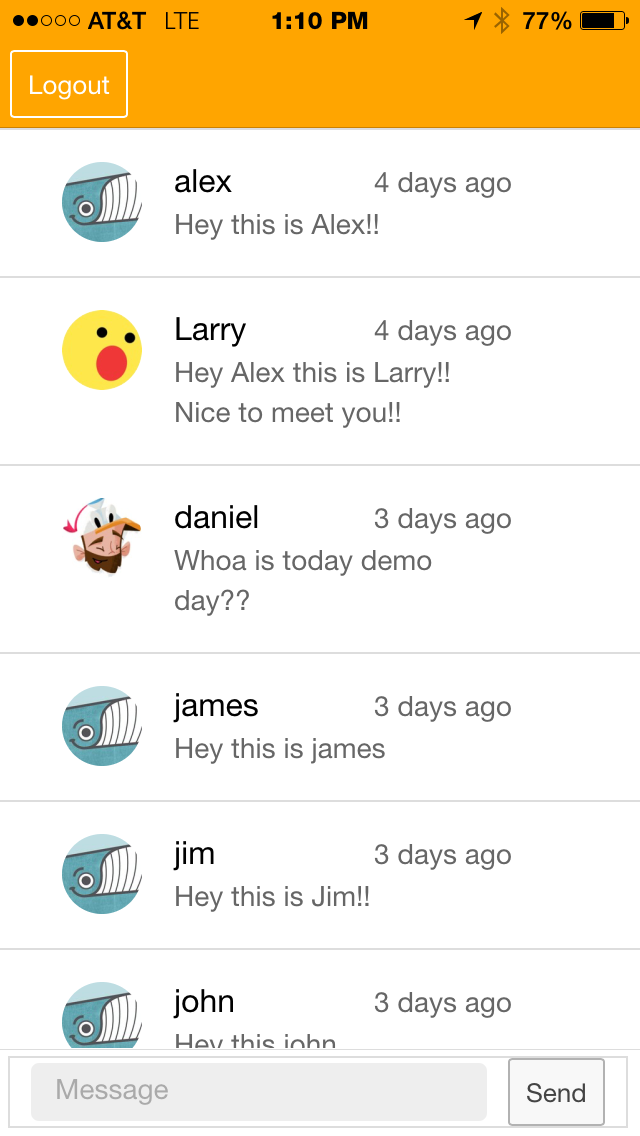 AT&T LTE 1:10 PM 77%
Logout
alex 4 days ago
Hey this is Alex!!
Larry 4 days ago
Hey Alex this is Larry!!
Nice to meet you!!
daniel 3 days ago
Whoa is today demo
day??
james 3 days ago
Hey this is james
jim 3 days ago
Hey this is Jim!!
john 3 days ago
Hey this john
Message Send